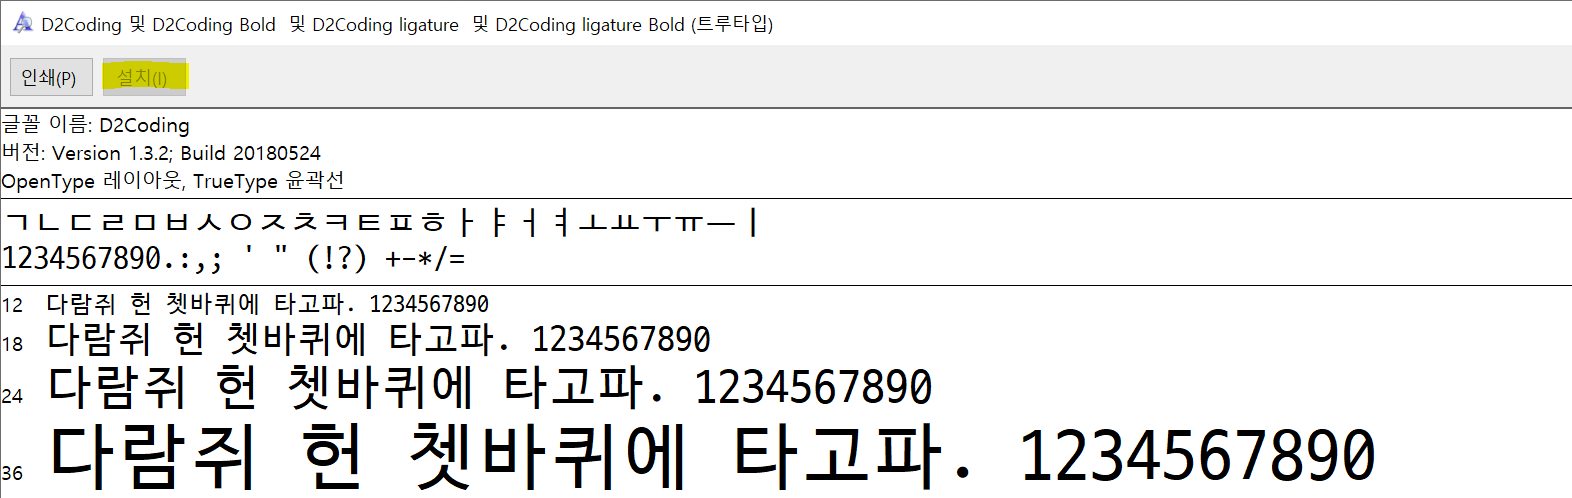 D2Coding 및 D2Coding Bold 및 D2Coding ligature 및 D2Coding ligature Bold (트루타입)
인쇄(P) 설치(I)
글꼴 이름: D2Coding
버전: Version 1.3.2; Build 20180524
OpenType 레이아웃, TrueType 윤곽선
ㄱㄴㄷㄹㅁㅂㅅㅇㅈㅊㅋㅌㅍㅎㅏㅑㅓㅕㅗㅛㅜㅠㅡㅣ
1234567890.:,; ' " (!?) +-*/=
12 다람쥐 헌 쳇바퀴에 타고파. 1234567890
18 다람쥐 헌 쳇바퀴에 타고파. 1234567890
24 다람쥐 헌 쳇바퀴에 타고파. 1234567890
36 다람쥐 헌 쳇바퀴에 타고파. 1234567890